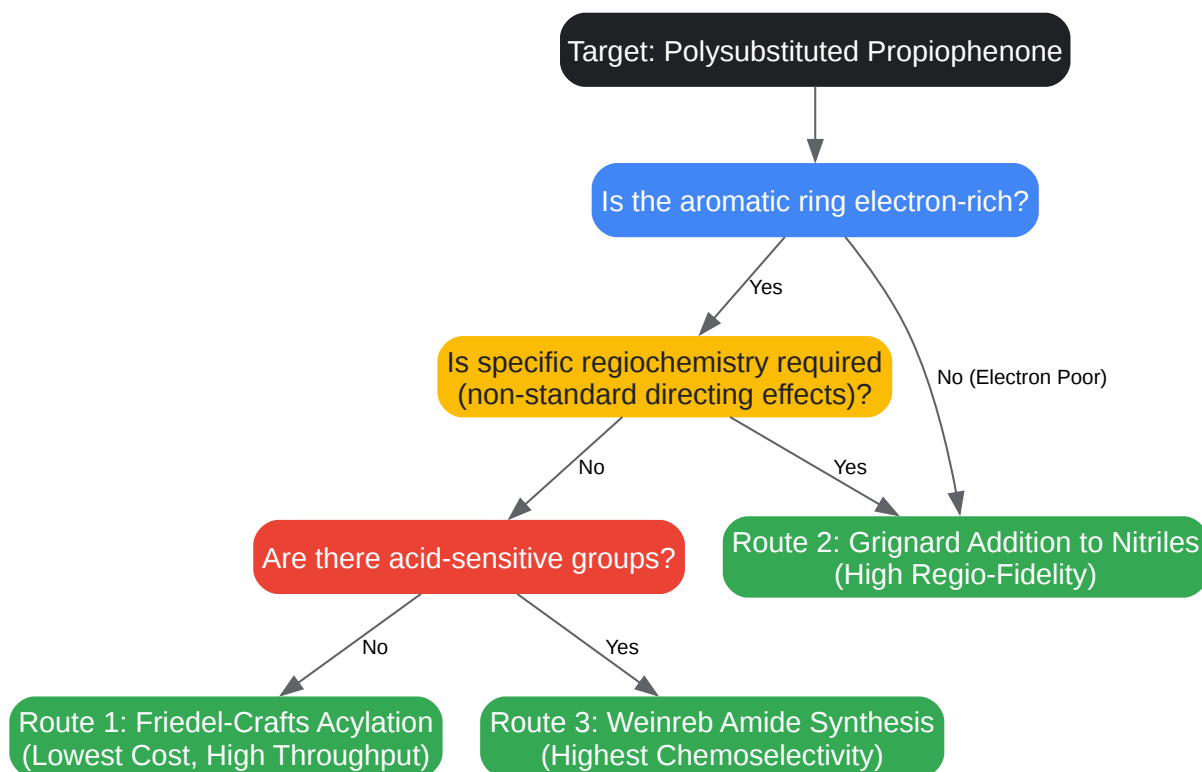 Target: Polysubstituted Propiophenone
Is the aromatic ring electron-rich?
Yes
Is specific regiochemistry required
(non-standard directing effects)?
No (Electron Poor)
No
Yes
Are there acid-sensitive groups?
Route 2: Grignard Addition to Nitriles
(High Regio-Fidelity)
No
Yes
Route 1: Friedel-Crafts Acylation
(Lowest Cost, High Throughput)
Route 3: Weinreb Amide Synthesis
(Highest Chemoselectivity)